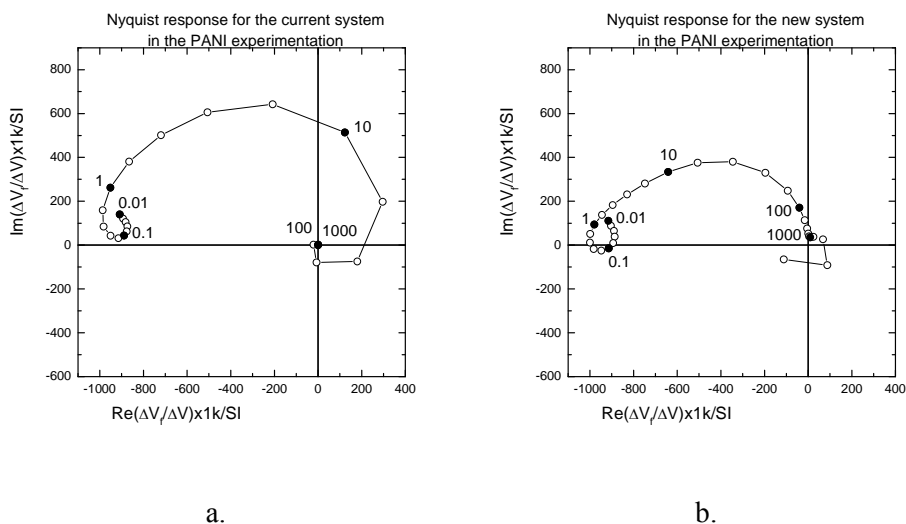 Nyquist response for the current system
in the PANI experimentation
800
600
400
200
0
-200
-400
-600
Im(ΔVf/ΔV)x1k/SI
10
1
0.01
0.1
100
1000
-1000 -800 -600 -400 -200 0 200 400
Re(ΔVf/ΔV)x1k/SI
a.
Nyquist response for the new system
in the PANI experimentation
800
600
400
200
0
-200
-400
-600
Im(ΔVf/ΔV)x1k/SI
10
1
0.01
100
1000
0.1
-1000 -800 -600 -400 -200 0 200 400
Re(ΔVf/ΔV)x1k/SI
b.